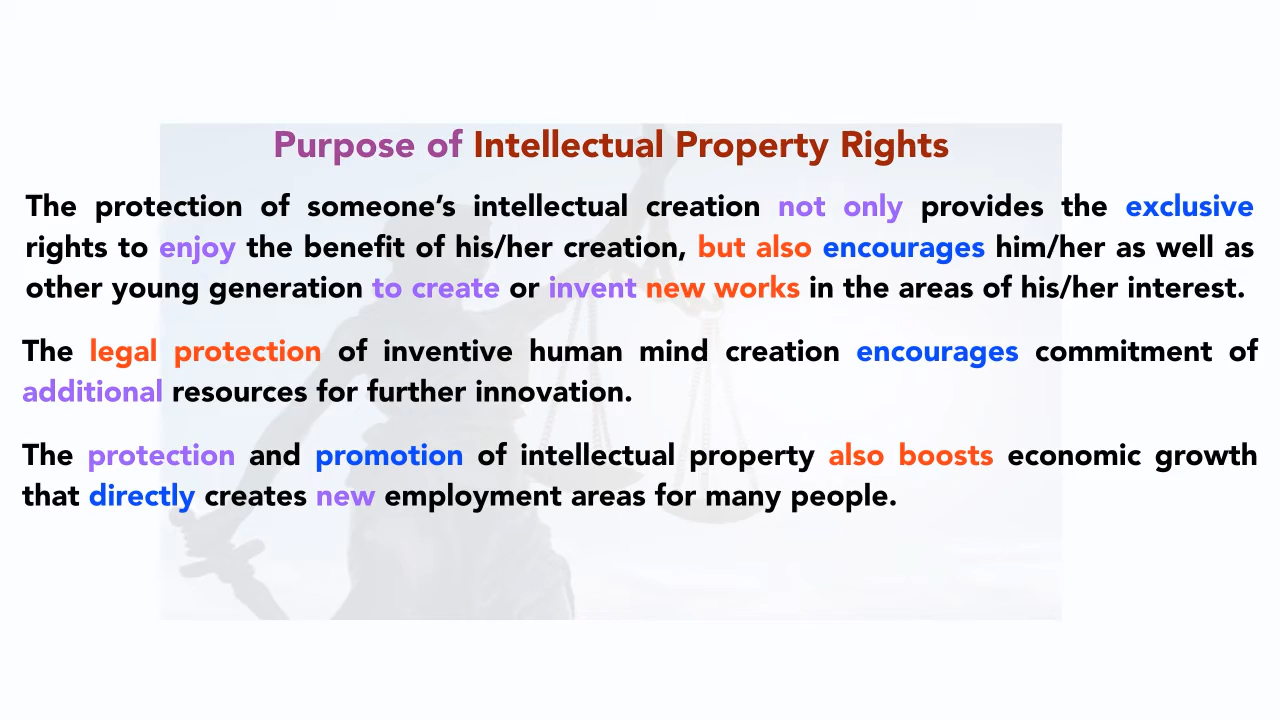 Purpose of Intellectual Property Rights
The protection of someone’s intellectual creation not only provides the exclusive
rights to enjoy the benefit of his/her creation, but also encourages him/her as well as
other young generation to create or invent new works in the areas of his/her interest.
The legal protection of inventive human mind creation encourages commitment of
additional resources for further innovation.
The protection and promotion of intellectual property also boosts economic growth
that directly creates new employment areas for many people.